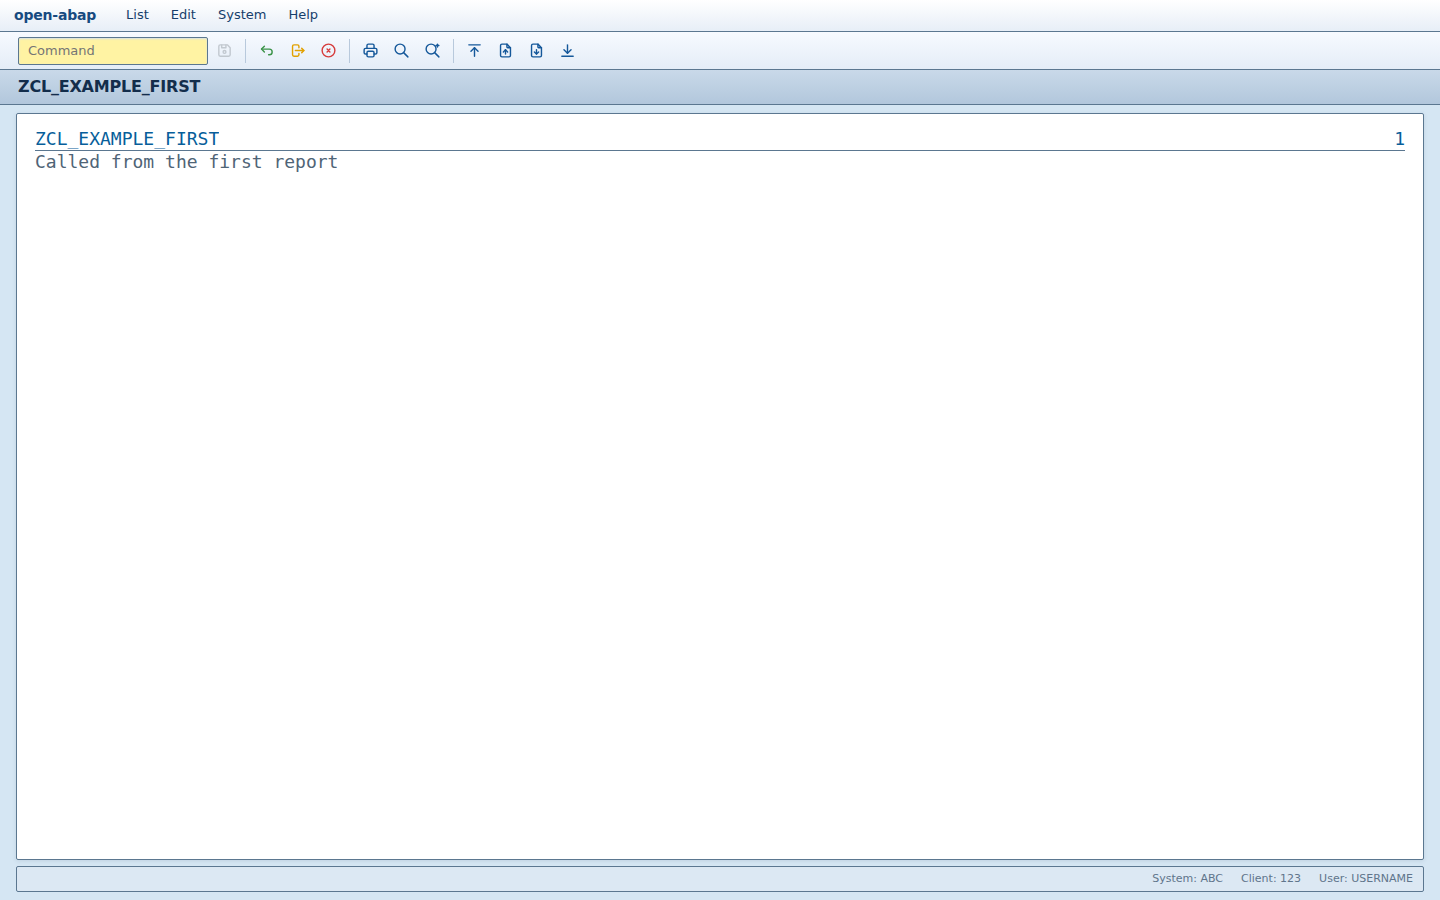 open-abap List Edit System Help
Command
ZCL_EXAMPLE_FIRST
ZCL_EXAMPLE_FIRST 1
Called from the first report
System: ABC Client: 123 User: USERNAME